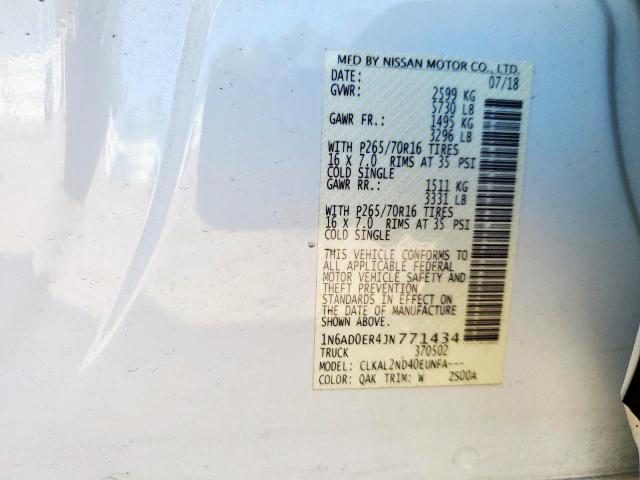 MFD BY NISSAN MOTOR CO., LTD.
DATE: 07/18
GVWR: 2599 KG
5730 LB
GAWR FR.: 1495 KG
3296 LB
WITH P265/70R16 TIRES
16 X 7.0 RIMS AT 35 PSI
COLD SINGLE
GAWR RR.: 1511 KG
3331 LB
WITH P265/70R16 TIRES
16 X 7.0 RIMS AT 35 PSI
COLD SINGLE
THIS VEHICLE CONFORMS TO
ALL APPLICABLE FEDERAL
MOTOR VEHICLE SAFETY AND
THEFT PREVENTION
STANDARDS IN EFFECT ON
THE DATE OF MANUFACTURE
SHOWN ABOVE.
1N6AD0ER4JN771434
TRUCK 370502
MODEL: CLKAL2ND40EUNFA---
COLOR: QAK TRIM: W 2S00A